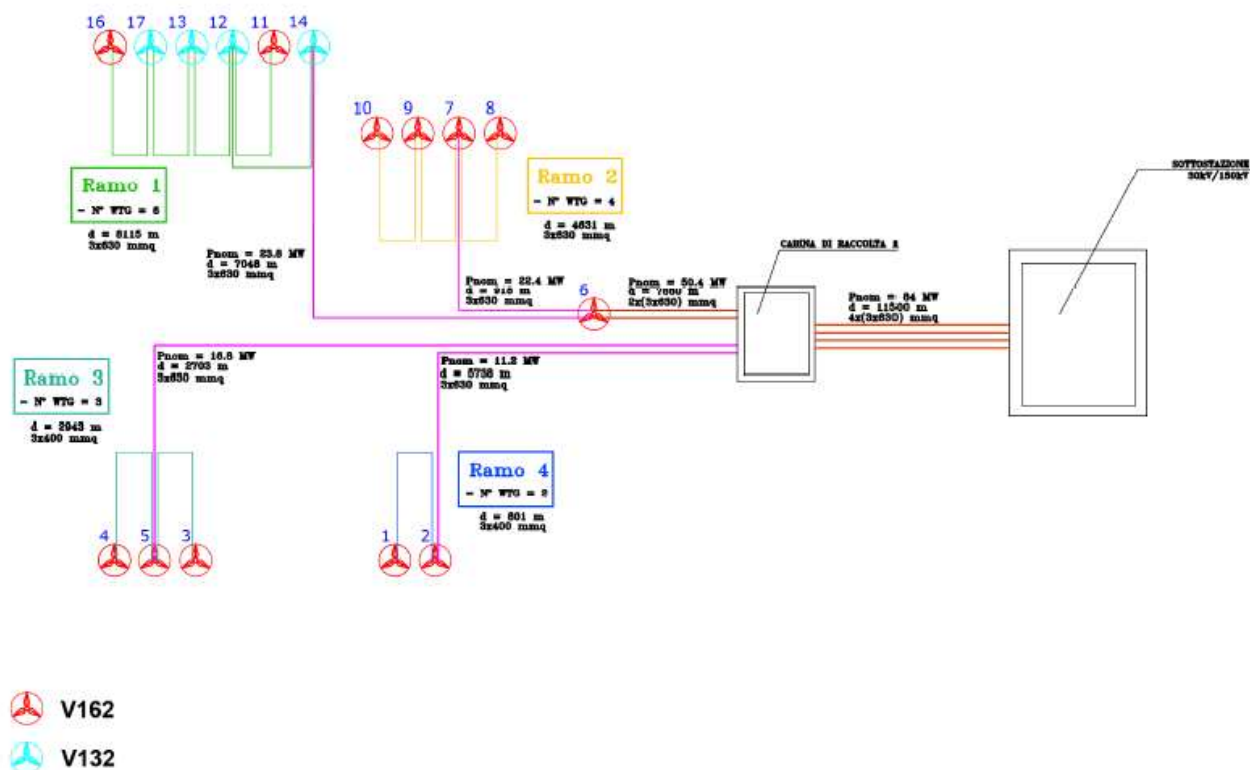 16 17 13 12 11 14
10 9 7 8
Ramo 1
- N° WTG = 6
d = 8115 m
3x630 mmq
Ramo 2
- N° WTG = 4
d = 4631 m
3x630 mmq
SOTTOSTAZIONE
30kV/150kV
CABINA DI RACCOLTA
Pnom = MW
d = 7048 m
3x630 mmq
Pnom = 22.4 MW
d = m
3x630 mmq
6
Pnom = 50.4 MW
2x(3x630) mmq
Pnom = 84 MW
d = 11500 m
4x(3x630) mmq
Pnom = 16.8 MW
d = 2703 m
3x630 mmq
Pnom = 11.2 MW
d = 5738 m
3x630 mmq
Ramo 3
- N° WTG = 3
d = 2943 m
3x400 mmq
Ramo 4
- N° WTG = 2
d = 801 m
3x400 mmq
4 5 3
1 2
V162
V132